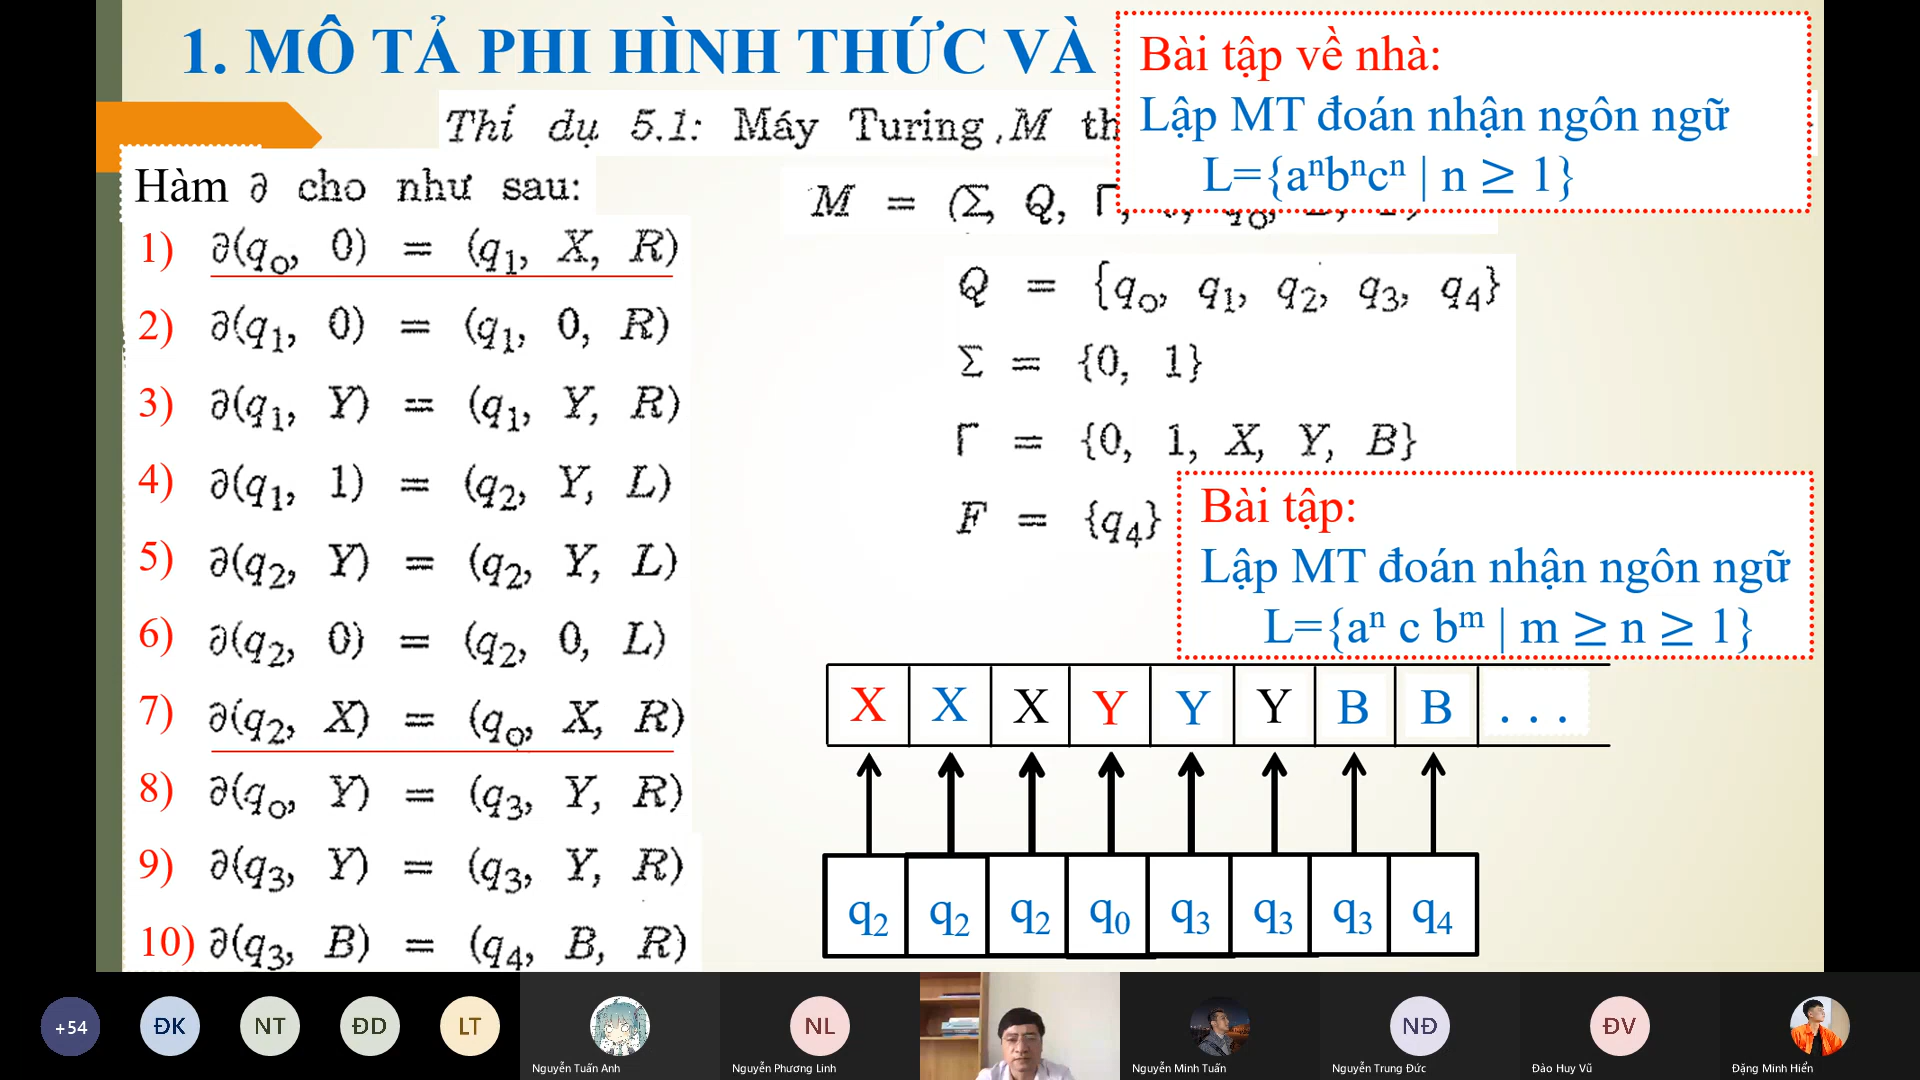 1. MÔ TẢ PHI HÌNH THỨC VÀ
Thí dụ 5.1: Máy Turing M th
Bài tập về nhà:
Lập MT đoán nhận ngôn ngữ
L={aⁿbⁿcⁿ | n ≥ 1}
Hàm ∂ cho như sau:
M = (Σ, Q, Γ,
1) ∂(q₀, 0) = (q₁, X, R)
2) ∂(q₁, 0) = (q₁, 0, R)
3) ∂(q₁, Y) = (q₁, Y, R)
4) ∂(q₁, 1) = (q₂, Y, L)
5) ∂(q₂, Y) = (q₂, Y, L)
6) ∂(q₂, 0) = (q₂, 0, L)
7) ∂(q₂, X) = (q₀, X, R)
8) ∂(q₀, Y) = (q₃, Y, R)
9) ∂(q₃, Y) = (q₃, Y, R)
10) ∂(q₃, B) = (q₄, B, R)
Q = {q₀, q₁, q₂, q₃, q₄}
Σ = {0, 1}
Γ = {0, 1, X, Y, B}
F = {q₄}
Bài tập:
Lập MT đoán nhận ngôn ngữ
L={aⁿ c bᵐ | m ≥ n ≥ 1}
X X X Y Y Y B B . . .
q₂ q₂ q₂ q₀ q₃ q₃ q₃ q₄
+54 ĐK NT ĐD LT NL NĐ ĐV
Nguyễn Tuấn Anh Nguyễn Phương Linh Nguyễn Minh Tuấn Nguyễn Trung Đức Đào Huy Vũ Đặng Minh Hiển